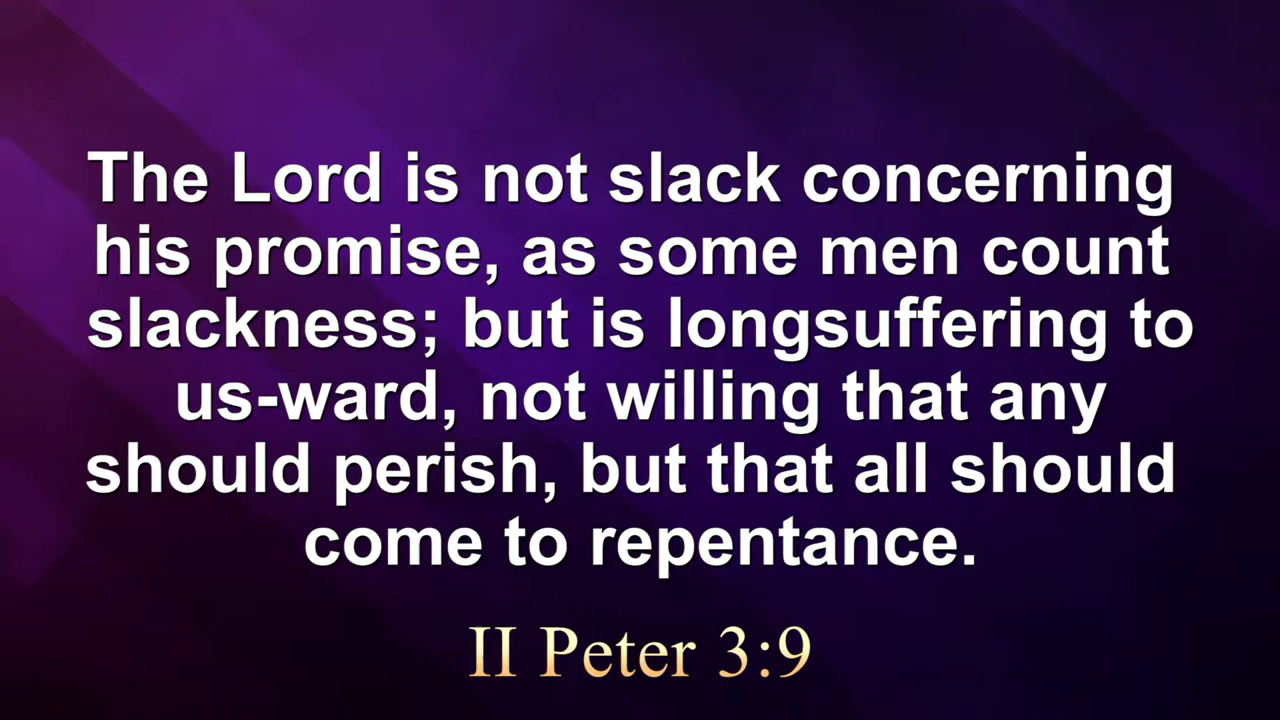 The Lord is not slack concerning
his promise, as some men count
slackness; but is longsuffering to
us-ward, not willing that any
should perish, but that all should
come to repentance.
II Peter 3:9